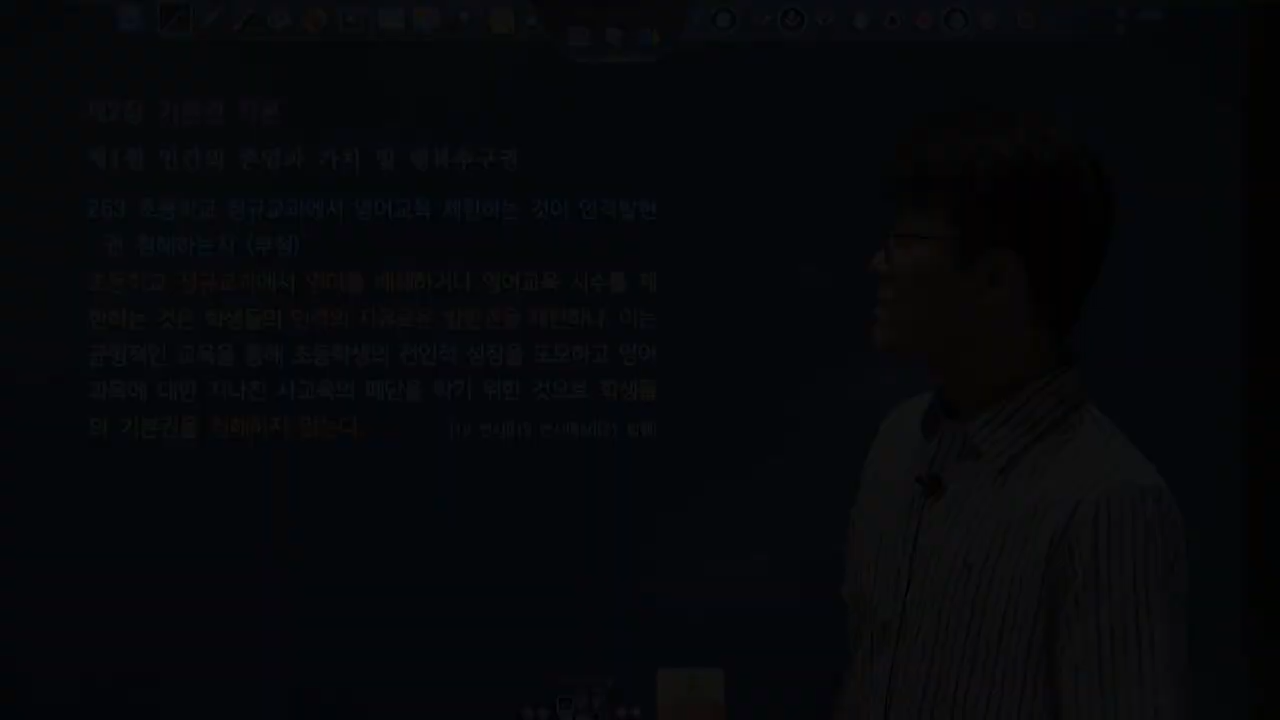 제2장 기본권 각론
제1절 인간의 존엄과 가치 및 행복추구권
263 초등학교 정규교과에서 영어교육 제한하는 것이 인격발현
권 침해하는지 (소극)
초등학교 정규교과에서 영어를 배제하거나 영어교육 시수를 제
한하는 것은 학생들의 인격의 자유로운 발현권을 제한하나, 이는
균형적인 교육을 통해 초등학생의 전인적 성장을 도모하고 영어
과목에 대한 지나친 사교육의 폐단을 막기 위한 것으로 학생들
의 기본권을 침해하지 않는다.